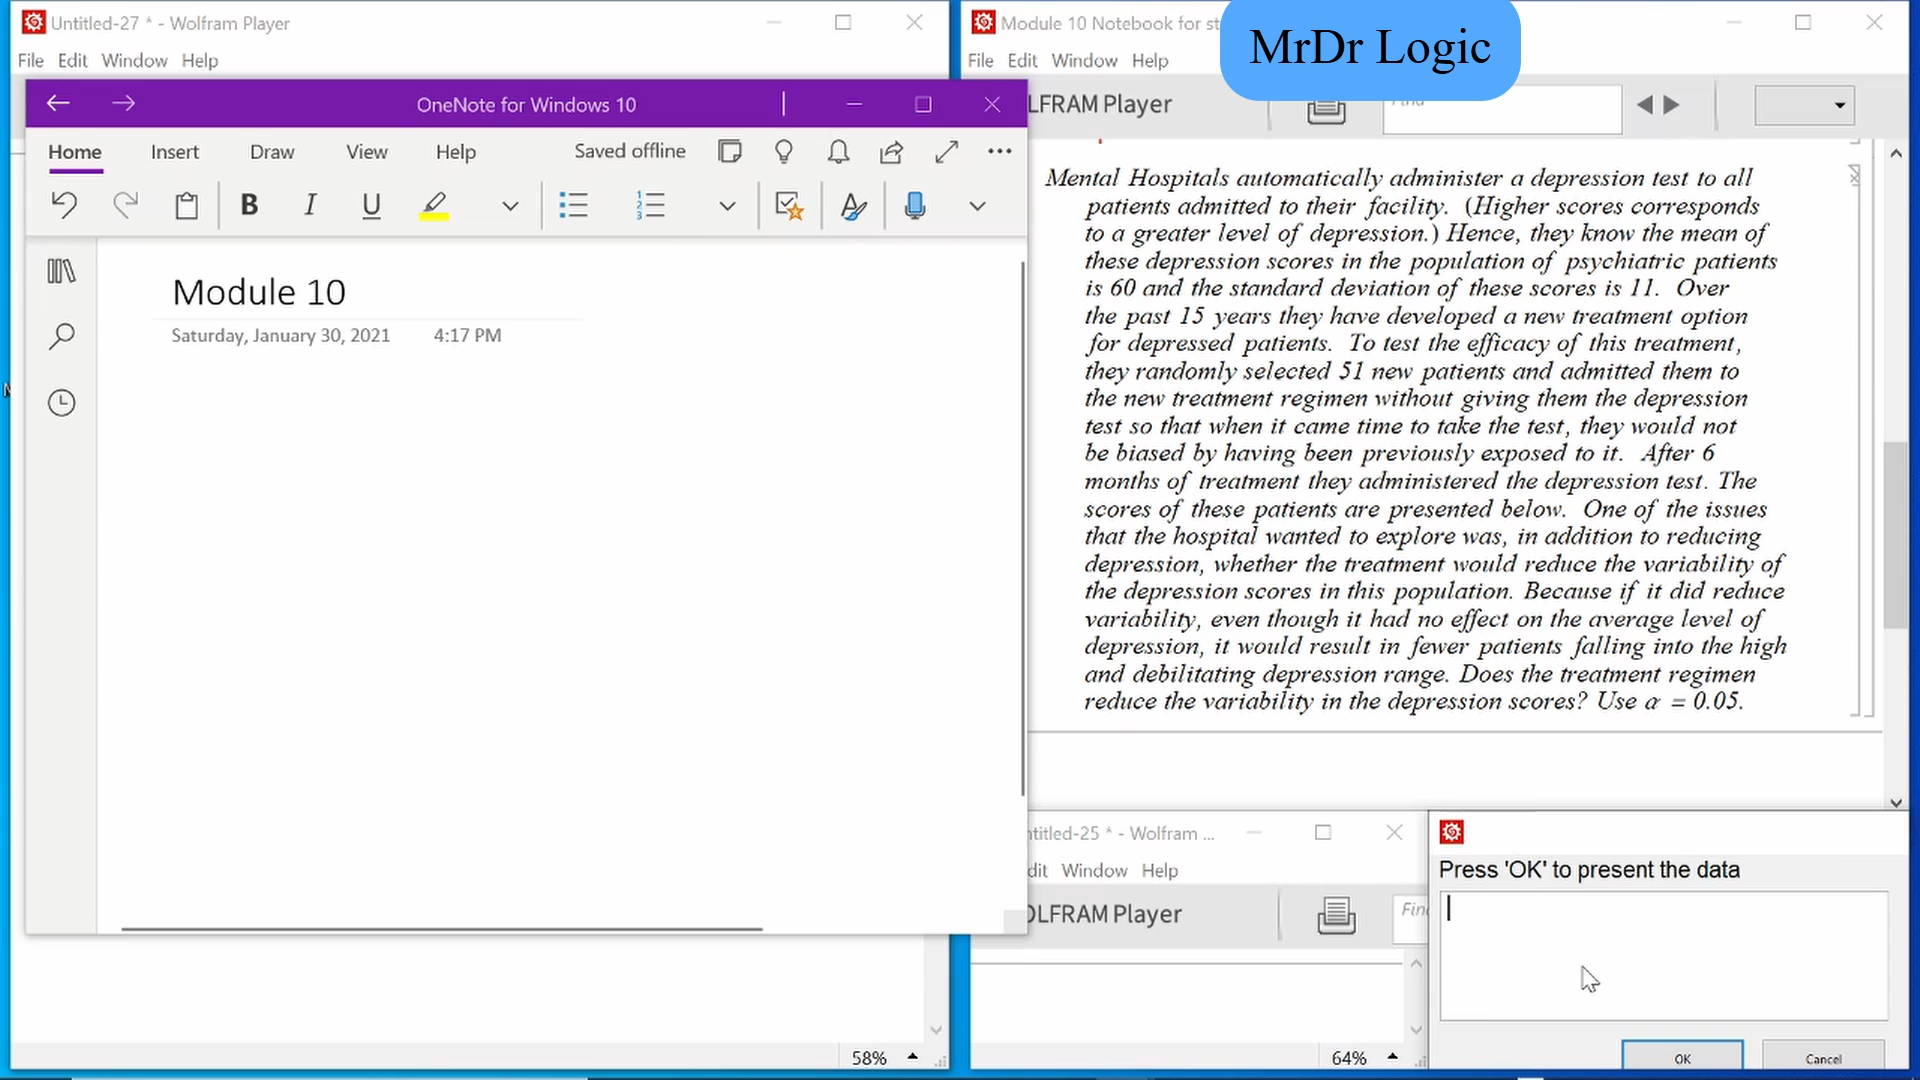 Untitled-27 * - Wolfram Player
File Edit Window Help
OneNote for Windows 10
Home Insert Draw View Help Saved offline
B I U
Module 10
Saturday, January 30, 2021 4:17 PM
58%
Module 10 Notebook for st
MrDr Logic
File Edit Window Help
LFRAM Player
Mental Hospitals automatically administer a depression test to all
patients admitted to their facility. (Higher scores corresponds
to a greater level of depression.) Hence, they know the mean of
these depression scores in the population of psychiatric patients
is 60 and the standard deviation of these scores is 11. Over
the past 15 years they have developed a new treatment option
for depressed patients. To test the efficacy of this treatment,
they randomly selected 51 new patients and admitted them to
the new treatment regimen without giving them the depression
test so that when it came time to take the test, they would not
be biased by having been previously exposed to it. After 6
months of treatment they administered the depression test. The
scores of these patients are presented below. One of the issues
that the hospital wanted to explore was, in addition to reducing
depression, whether the treatment would reduce the variability of
the depression scores in this population. Because if it did reduce
variability, even though it had no effect on the average level of
depression, it would result in fewer patients falling into the high
and debilitating depression range. Does the treatment regimen
reduce the variability in the depression scores? Use α = 0.05.
ntitled-25 * - Wolfram ...
dit Window Help
OLFRAM Player
Find
64%
Press 'OK' to present the data
OK Cancel